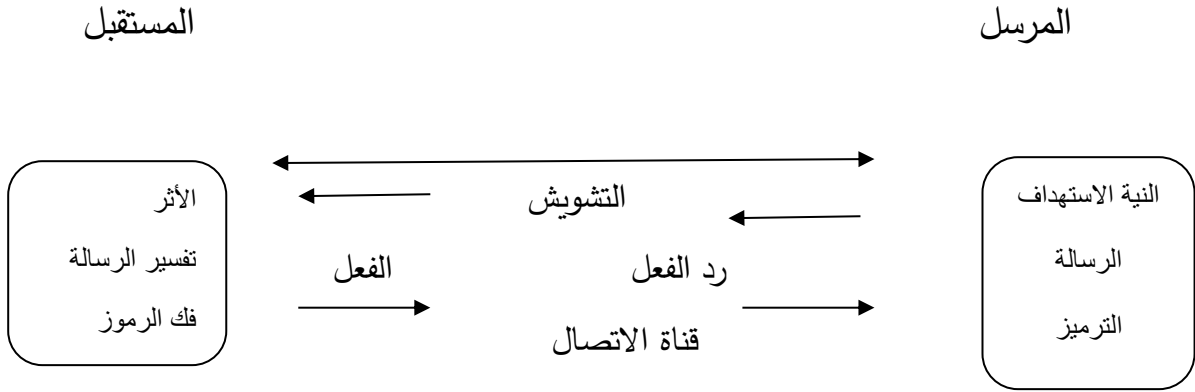 المرسل
المستقبل
النية الاستهداف
الرسالة
الترميز
التشويش
رد الفعل
الفعل
قناة الاتصال
الأثر
تفسير الرسالة
فك الرموز